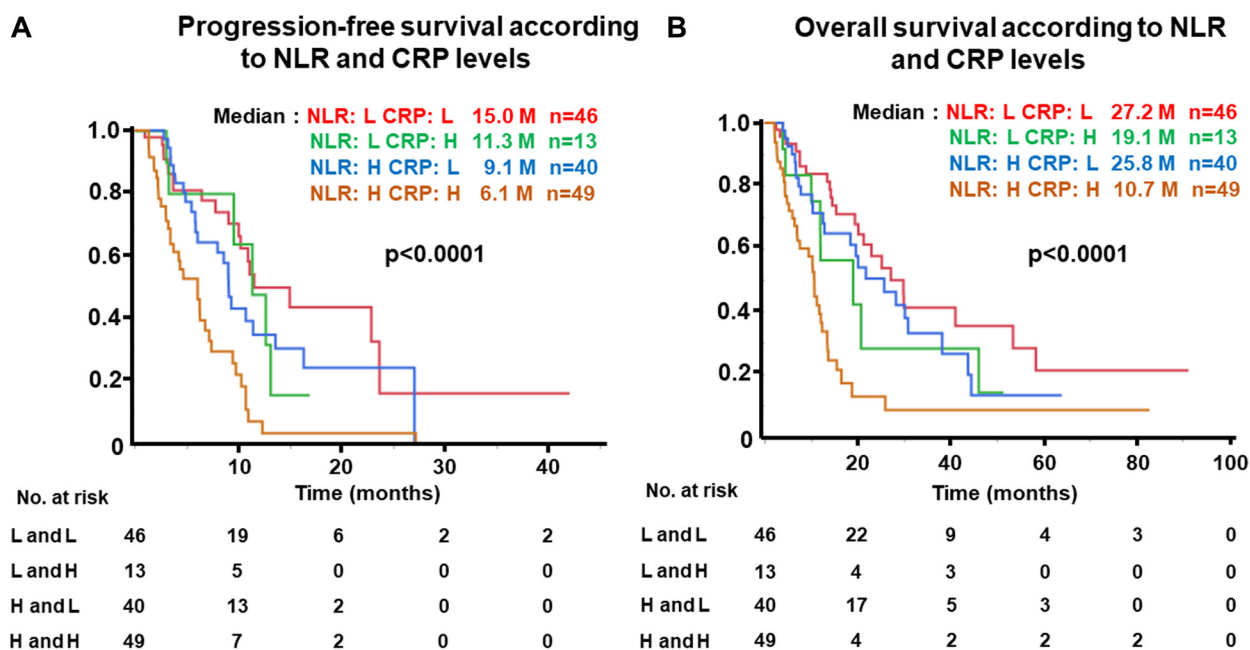 A
Progression-free survival according
to NLR and CRP levels
Median : NLR: L CRP: L 15.0 M n=46
NLR: L CRP: H 11.3 M n=13
NLR: H CRP: L 9.1 M n=40
NLR: H CRP: H 6.1 M n=49
p<0.0001
1.0
0.8
0.6
0.4
0.2
0
10 20 30 40
Time (months)
No. at risk
L and L 46 19 6 2 2
L and H 13 5 0 0 0
H and L 40 13 2 0 0
H and H 49 7 2 0 0
B
Overall survival according to NLR
and CRP levels
Median : NLR: L CRP: L 27.2 M n=46
NLR: L CRP: H 19.1 M n=13
NLR: H CRP: L 25.8 M n=40
NLR: H CRP: H 10.7 M n=49
p<0.0001
1.0
0.8
0.6
0.4
0.2
0
20 40 60 80 100
Time (months)
No. at risk
L and L 46 22 9 4 3 0
L and H 13 4 3 0 0 0
H and L 40 17 5 3 0 0
H and H 49 4 2 2 2 0